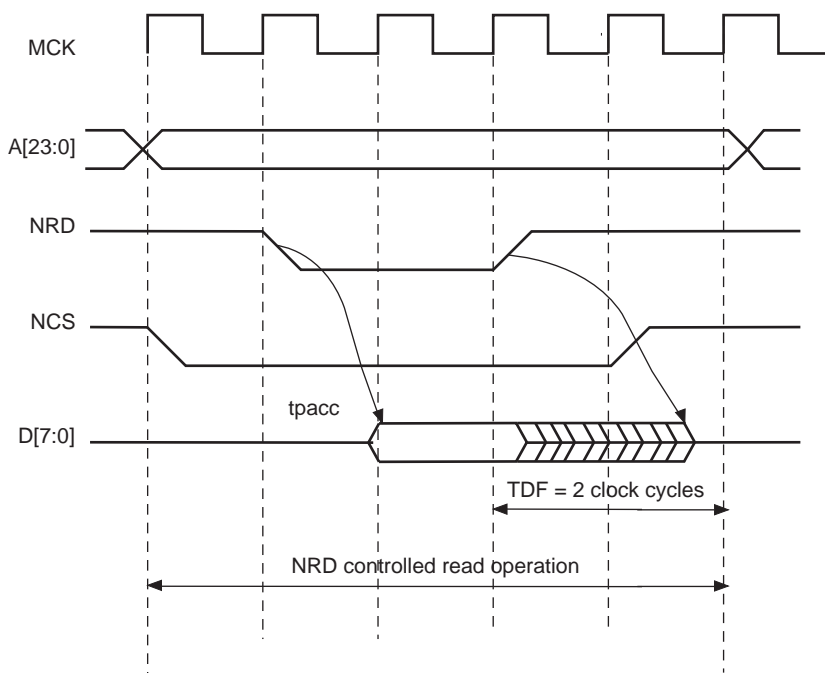 MCK
A[23:0]
NRD
NCS
tpacc
D[7:0]
TDF = 2 clock cycles
NRD controlled read operation